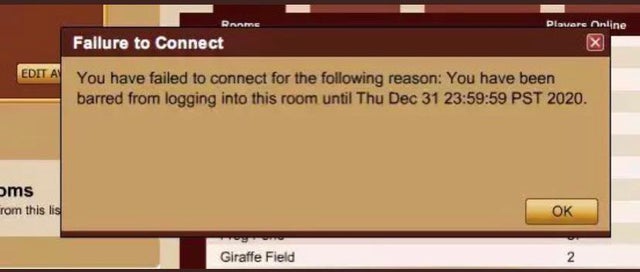 Rooms
Players Online
Failure to Connect
EDIT
You have failed to connect for the following reason: You have been
barred from logging into this room until Thu Dec 31 23:59:59 PST 2020.
rom this lis
OK
Giraffe Field 2